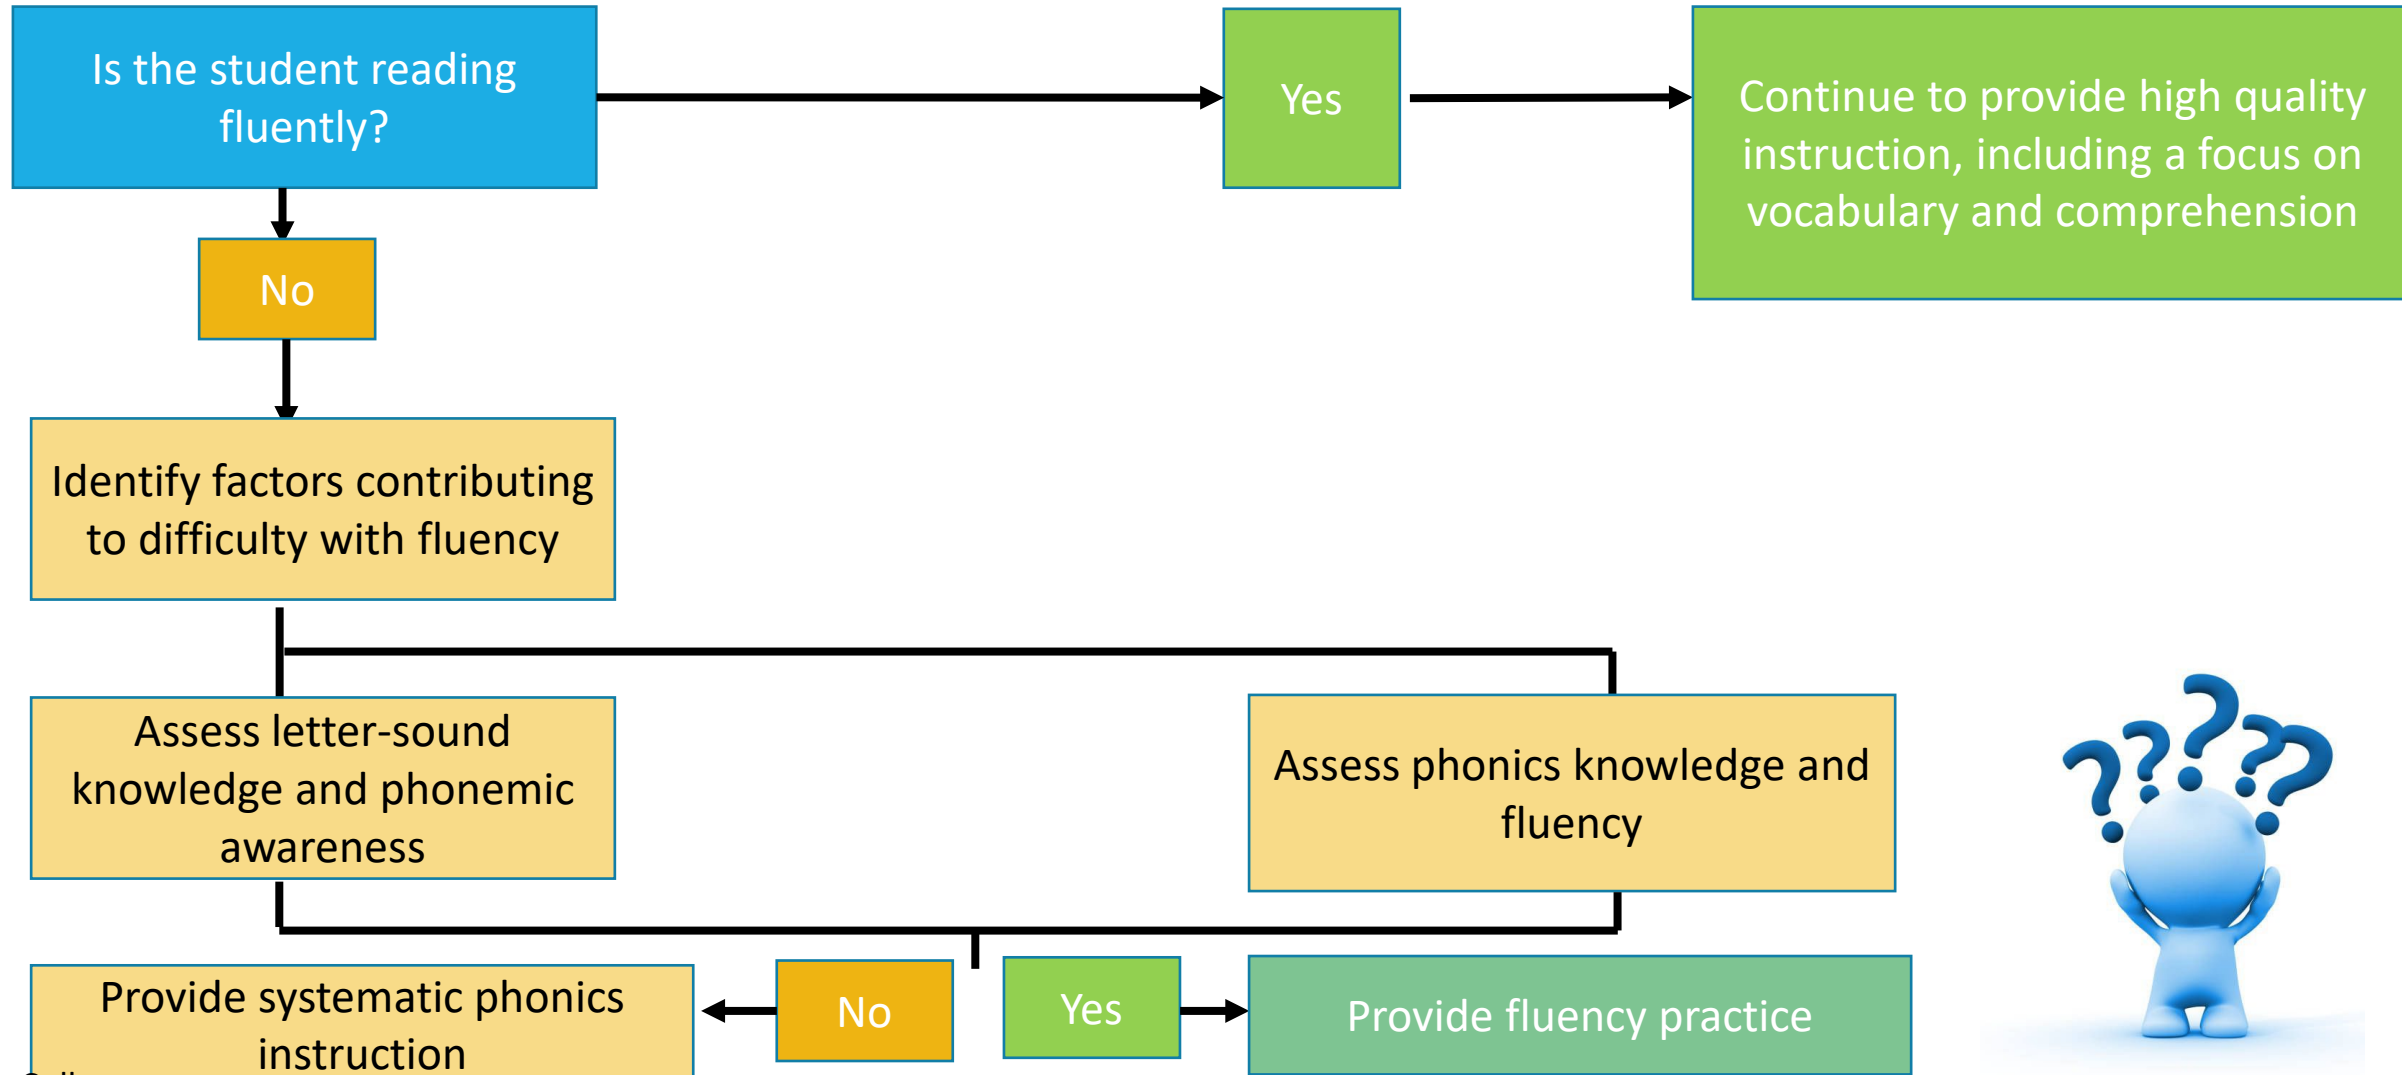 Is the student reading
fluently?
Yes
Continue to provide high quality
instruction, including a focus on
vocabulary and comprehension
No
Identify factors contributing
to difficulty with fluency
Assess letter-sound
knowledge and phonemic
awareness
Assess phonics knowledge and
fluency
Provide systematic phonics
instruction
No
Yes
Provide fluency practice